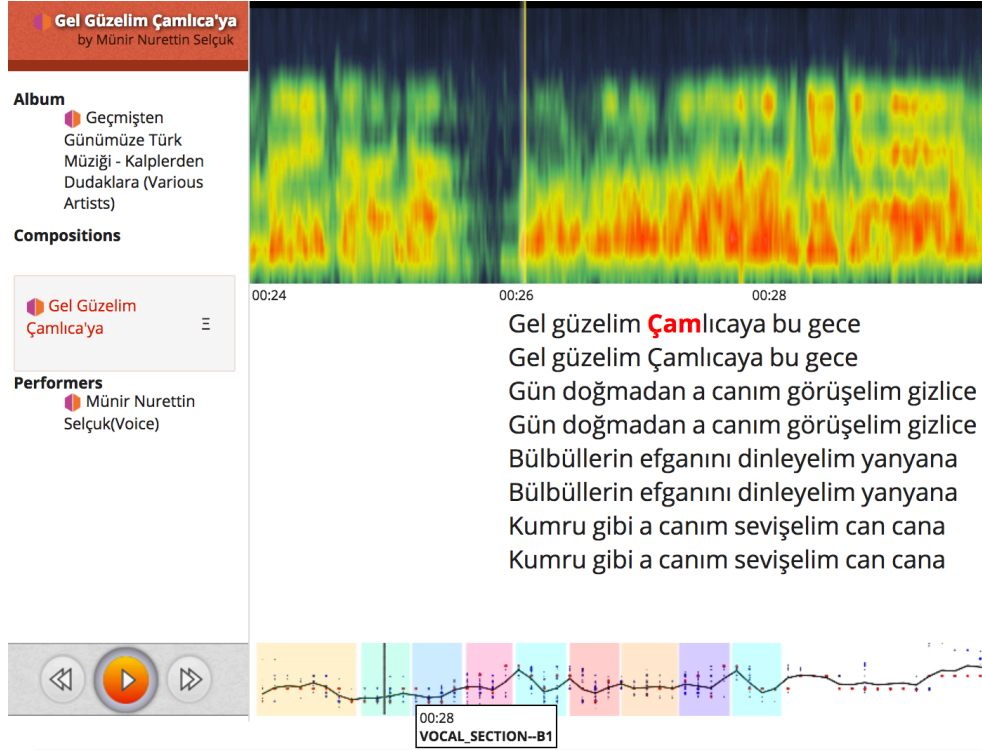 Gel Güzelim Çamlıca'ya
by Münir Nurettin Selçuk
Album
Geçmişten
Günümüze Türk
Müziği - Kalplerden
Dudaklara (Various
Artists)
Compositions
Gel Güzelim
Çamlıca'ya
Performers
Münir Nurettin
Selçuk(Voice)
00:24 00:26 00:28
Gel güzelim Çamlıcaya bu gece
Gel güzelim Çamlıcaya bu gece
Gün doğmadan a canım görüşelim gizlice
Gün doğmadan a canım görüşelim gizlice
Bülbüllerin efganını dinleyelim yanyana
Bülbüllerin efganını dinleyelim yanyana
Kumru gibi a canım sevişelim can cana
Kumru gibi a canım sevişelim can cana
00:28
VOCAL_SECTION--B1